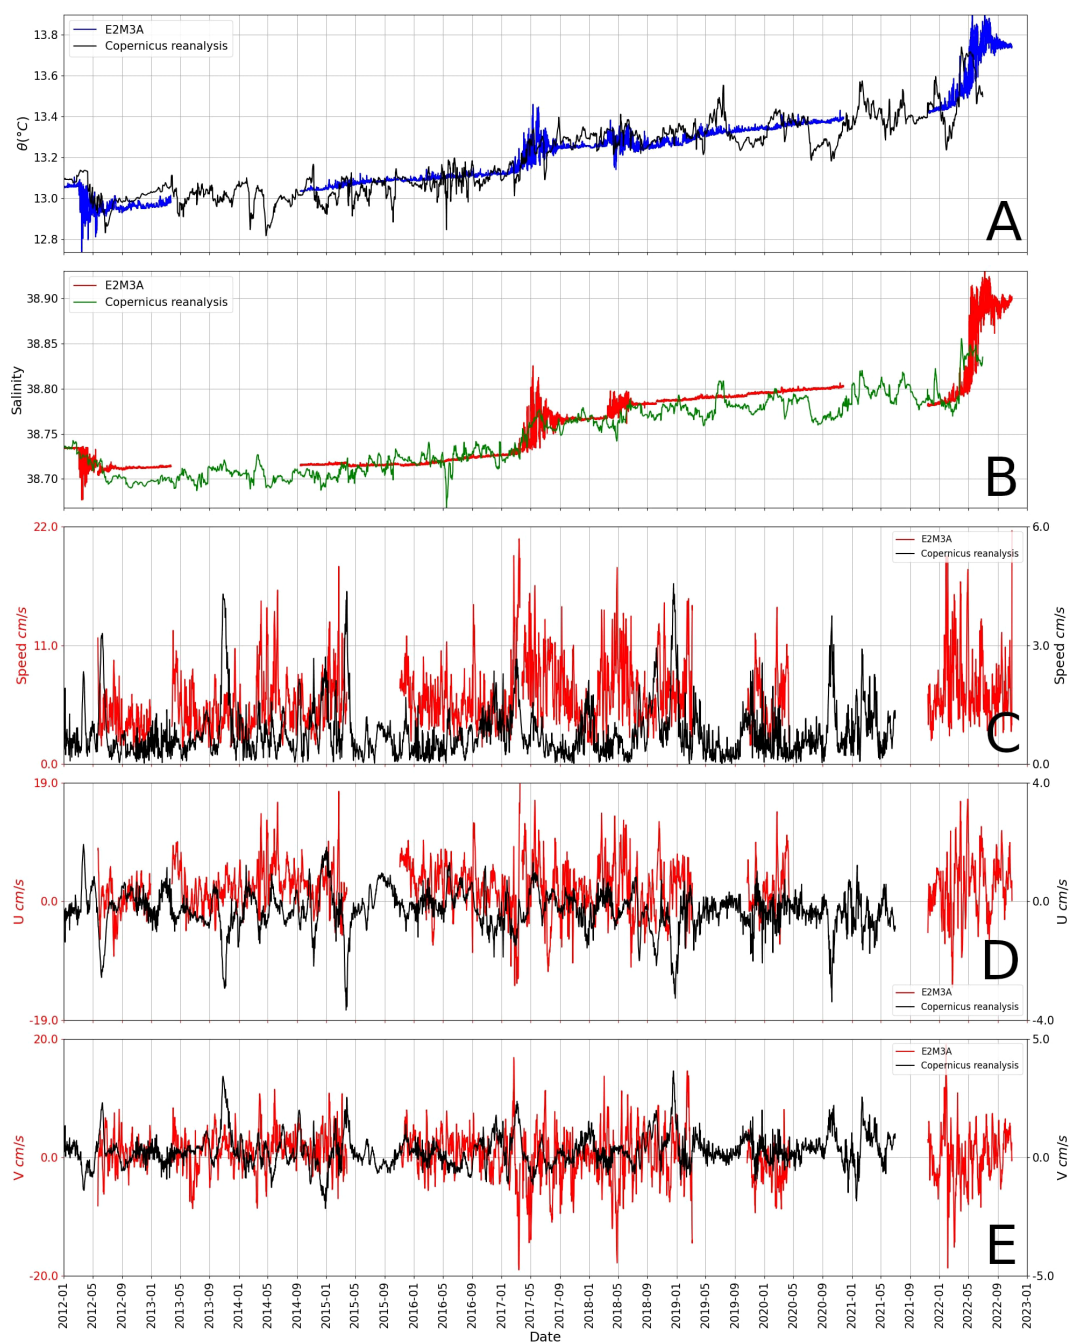 13.8
13.6
13.4
13.2
13.0
12.8
θ(°C)
E2M3A
Copernicus reanalysis
A
38.90
38.85
38.80
38.75
38.70
Salinity
E2M3A
Copernicus reanalysis
B
22.0
11.0
0.0
Speed cm/s
E2M3A
Copernicus reanalysis
6.0
3.0
0.0
Speed cm/s
C
19.0
0.0
-19.0
U cm/s
E2M3A
Copernicus reanalysis
4.0
0.0
-4.0
U cm/s
D
20.0
0.0
-20.0
V cm/s
E2M3A
Copernicus reanalysis
5.0
0.0
-5.0
V cm/s
E
2012-01
2012-05
2012-09
2013-01
2013-05
2013-09
2014-01
2014-05
2014-09
2015-01
2015-05
2015-09
2016-01
2016-05
2016-09
2017-01
2017-05
2017-09
2018-01
2018-05
2018-09
2019-01
2019-05
2019-09
2020-01
2020-05
2020-09
2021-01
2021-05
2021-09
2022-01
2022-05
2022-09
2023-01
Date